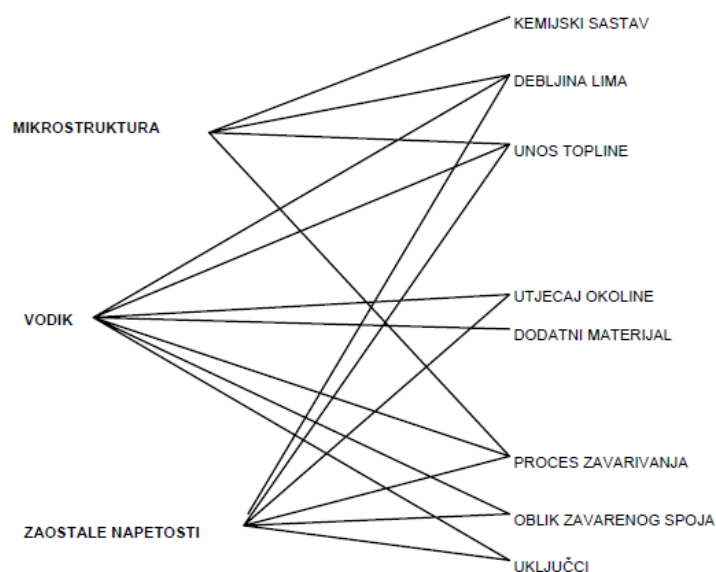 KEMIJSKI SASTAV
DEBLJINA LIMA
MIKROSTRUKTURA
UNOS TOPLINE
UTJECAJ OKOLINE
VODIK
DODATNI MATERIJAL
PROCES ZAVARIVANJA
OBLIK ZAVARENOG SPOJA
ZAOSTALE NAPETOSTI
UKLJUČCI